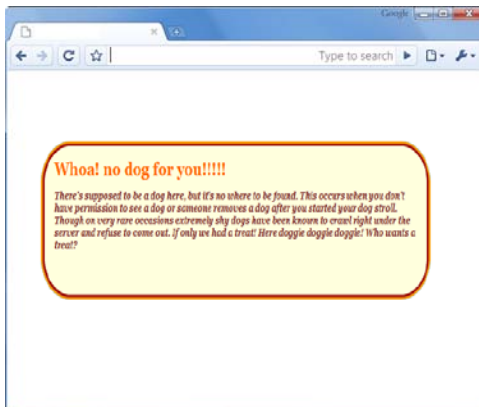 Google
Type to search
Whoa! no dog for you!!!!!
There's supposed to be a dog here, but it's no where to be found. This occurs when you don't
have permission to see a dog or someone removes a dog after you started your dog stroll.
Though on very rare occasions extremely shy dogs have been known to crawl right under the
server and refuse to come out. If only we had a treat! Here doggie doggie doggie! Who wants a
treat?